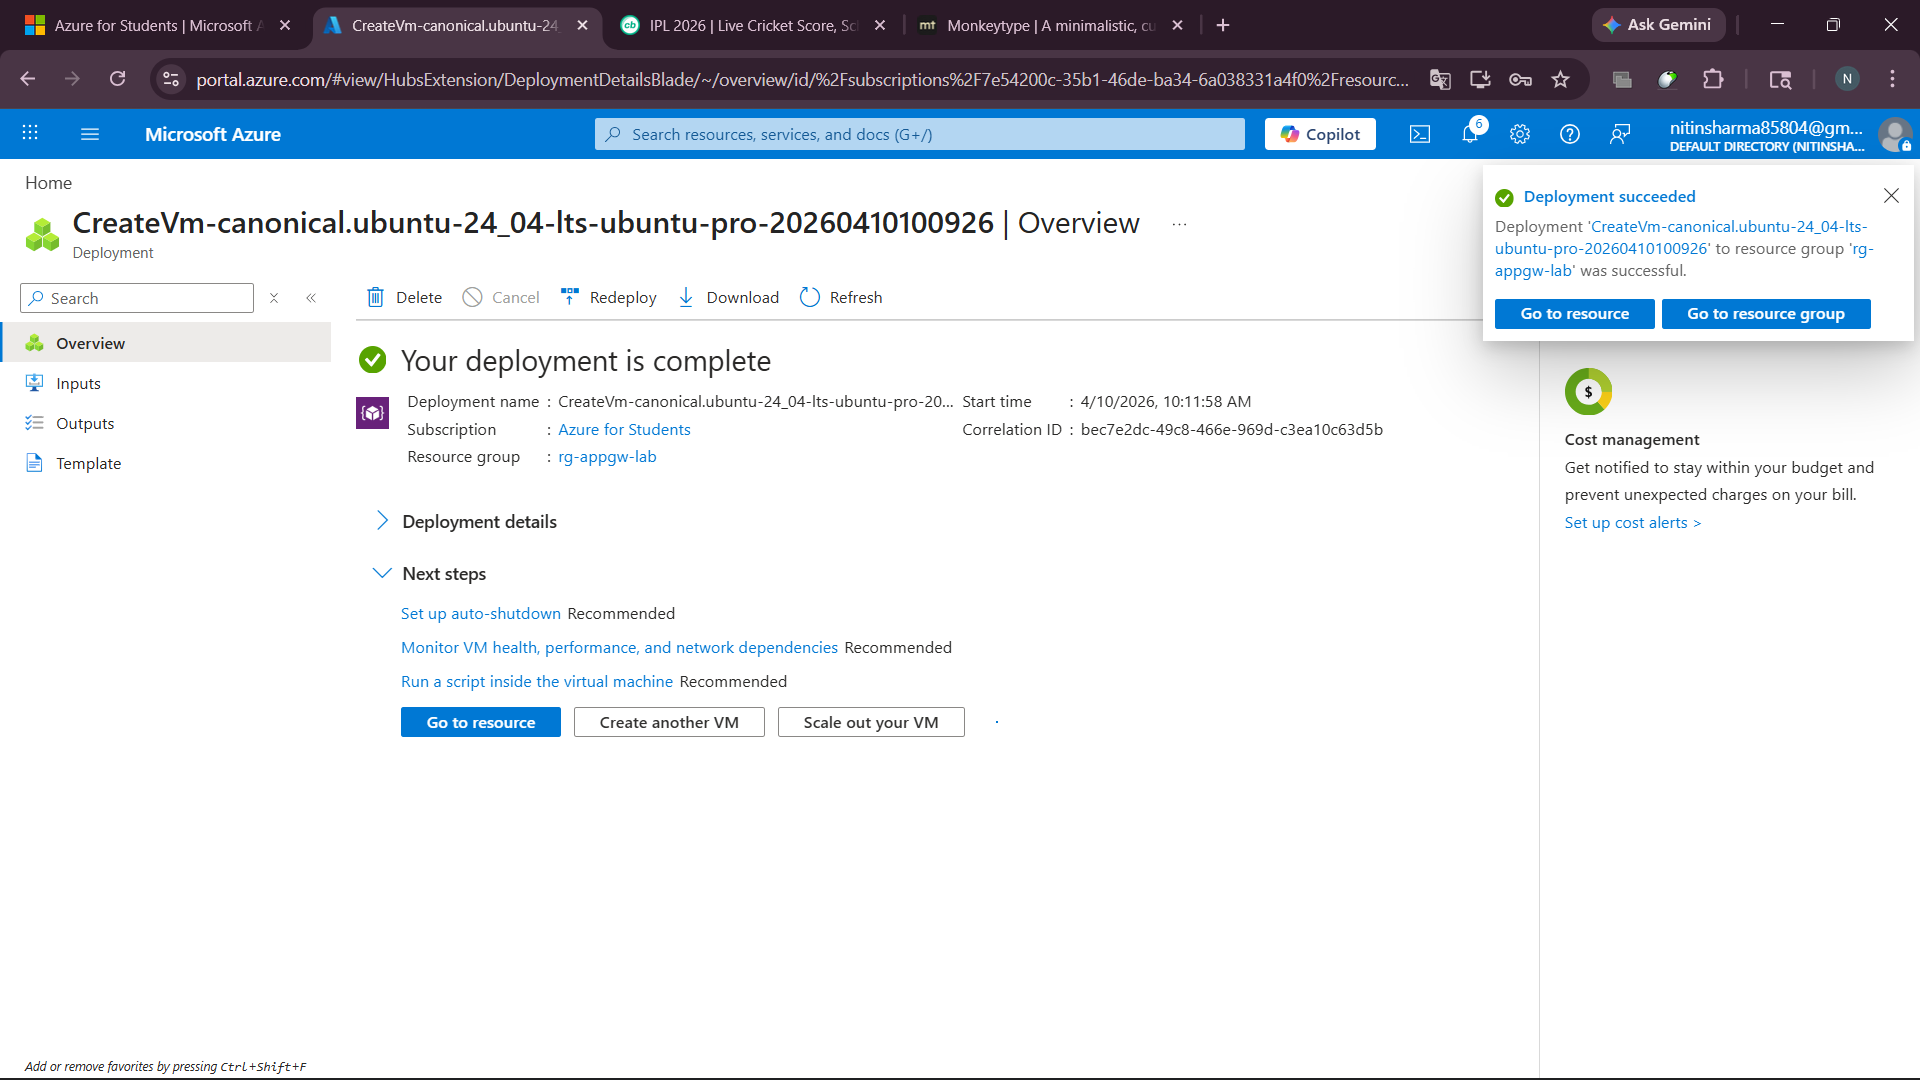 Azure for Students | Microsoft A
CreateVm-canonical.ubuntu-24_
IPL 2026 | Live Cricket Score, Sc
Monkeytype | A minimalistic, cu
Ask Gemini
portal.azure.com/#view/HubsExtension/DeploymentDetailsBlade/~/overview/id/%2Fsubscriptions%2F7e54200c-35b1-46de-ba34-6a038331a4f0%2Fresourc...
N
Microsoft Azure
Search resources, services, and docs (G+/)
Copilot
6
nitinsharma85804@gm...
DEFAULT DIRECTORY (NITINSHA...
Home
CreateVm-canonical.ubuntu-24_04-lts-ubuntu-pro-20260410100926 | Overview ...
Deployment
Deployment succeeded
Deployment 'CreateVm-canonical.ubuntu-24_04-lts-
ubuntu-pro-20260410100926' to resource group 'rg-
appgw-lab' was successful.
Go to resource
Go to resource group
Search
Delete
Cancel
Redeploy
Download
Refresh
Overview
Inputs
Outputs
Template
Your deployment is complete
Deployment name : CreateVm-canonical.ubuntu-24_04-lts-ubuntu-pro-20...
Subscription : Azure for Students
Resource group : rg-appgw-lab
Start time : 4/10/2026, 10:11:58 AM
Correlation ID : bec7e2dc-49c8-466e-969d-c3ea10c63d5b
Deployment details
Next steps
Set up auto-shutdown Recommended
Monitor VM health, performance, and network dependencies Recommended
Run a script inside the virtual machine Recommended
Go to resource
Create another VM
Scale out your VM
$
Cost management
Get notified to stay within your budget and
prevent unexpected charges on your bill.
Set up cost alerts >
Add or remove favorites by pressing Ctrl+Shift+F